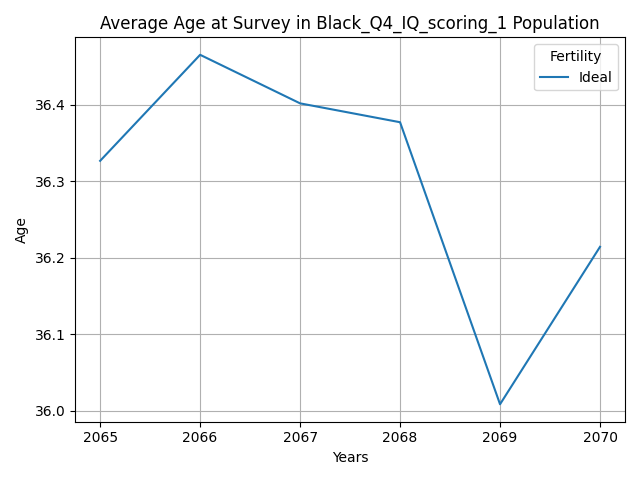 Average Age at Survey in Black_Q4_IQ_scoring_1 Population
Fertility
Ideal
Age
36.4
36.3
36.2
36.1
36.0
2065 2066 2067 2068 2069 2070
Years